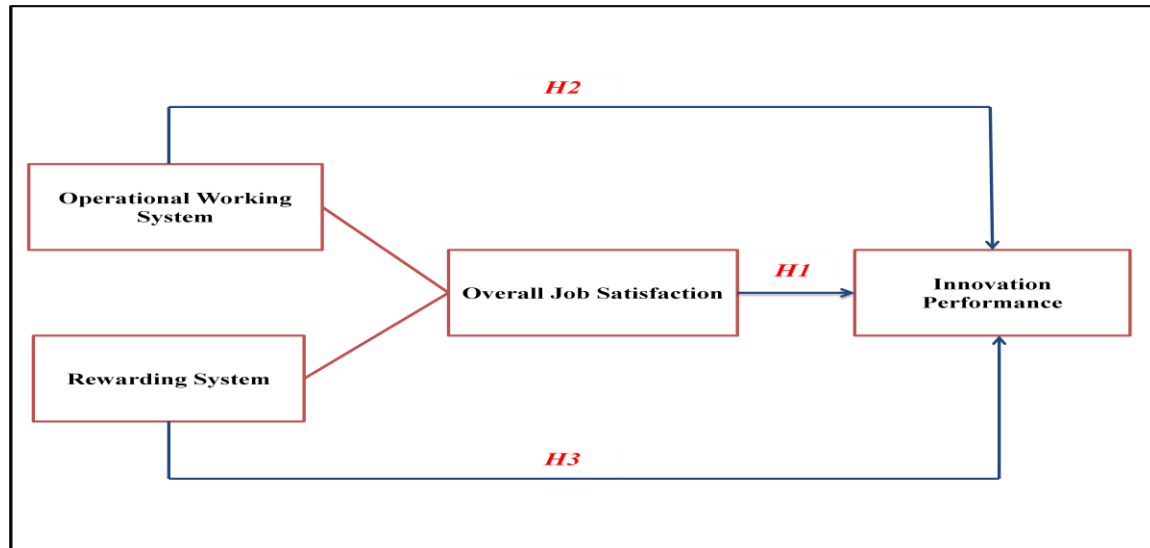 H2
Operational Working
System
Overall Job Satisfaction
H1
Innovation
Performance
Rewarding System
H3